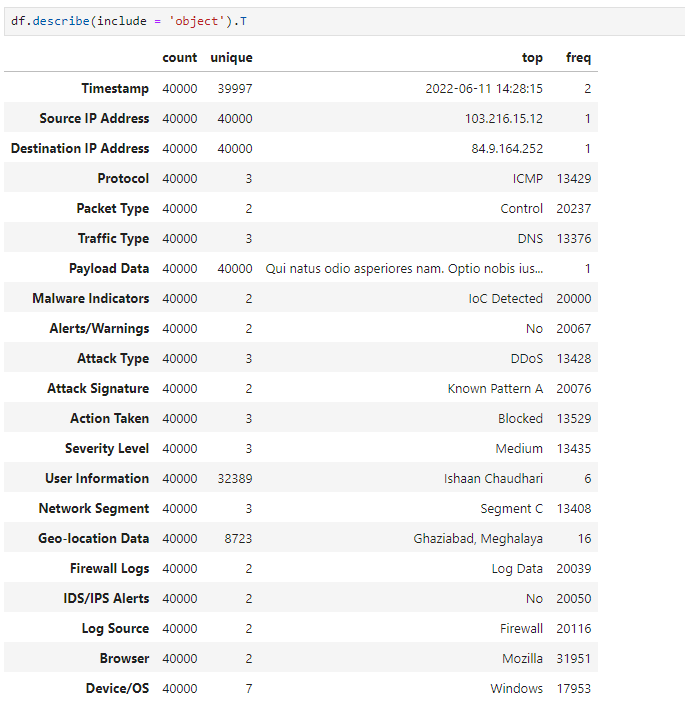 df.describe(include = 'object').T
count unique top freq
Timestamp 40000 39997 2022-06-11 14:28:15 2
Source IP Address 40000 40000 103.216.15.12 1
Destination IP Address 40000 40000 84.9.164.252 1
Protocol 40000 3 ICMP 13429
Packet Type 40000 2 Control 20237
Traffic Type 40000 3 DNS 13376
Payload Data 40000 40000 Qui natus odio asperiores nam. Optio nobis ius... 1
Malware Indicators 40000 2 IoC Detected 20000
Alerts/Warnings 40000 2 No 20067
Attack Type 40000 3 DDoS 13428
Attack Signature 40000 2 Known Pattern A 20076
Action Taken 40000 3 Blocked 13529
Severity Level 40000 3 Medium 13435
User Information 40000 32389 Ishaan Chaudhari 6
Network Segment 40000 3 Segment C 13408
Geo-location Data 40000 8723 Ghaziabad, Meghalaya 16
Firewall Logs 40000 2 Log Data 20039
IDS/IPS Alerts 40000 2 No 20050
Log Source 40000 2 Firewall 20116
Browser 40000 2 Mozilla 31951
Device/OS 40000 7 Windows 17953